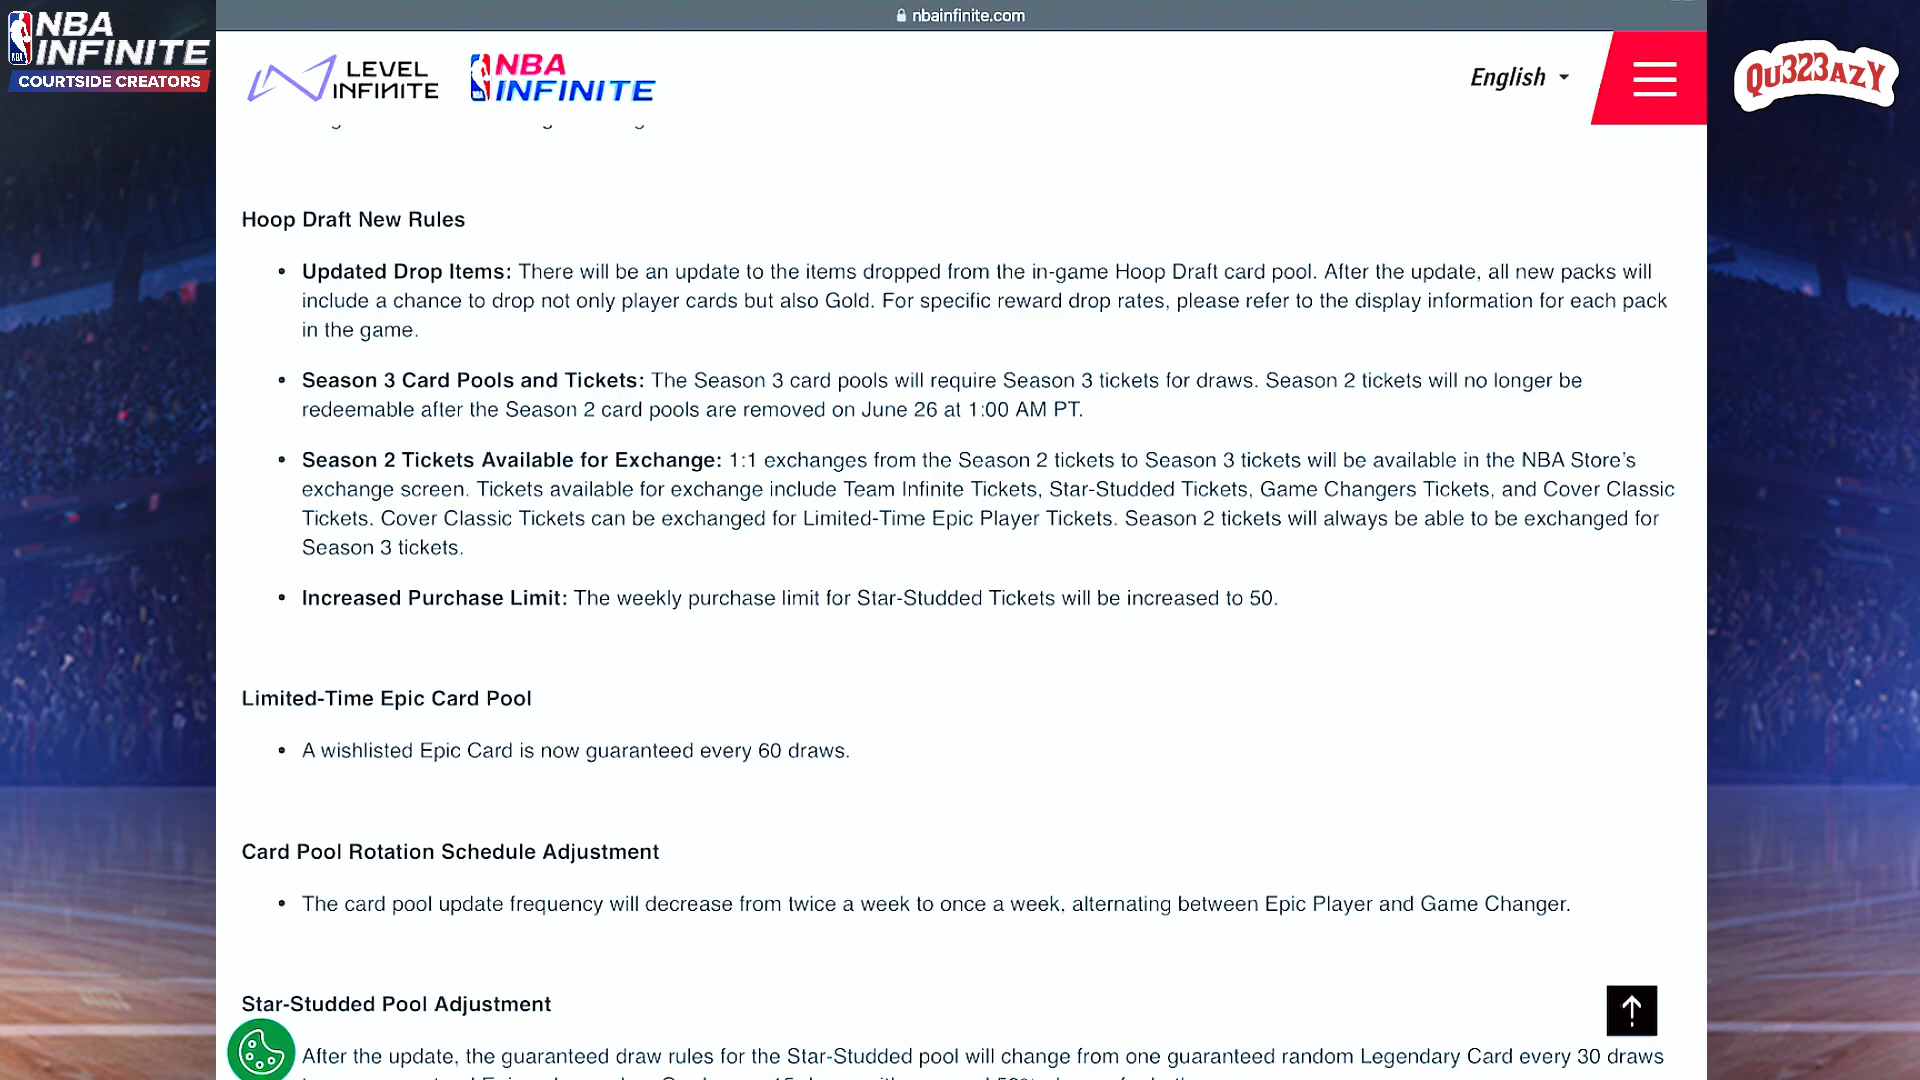 nbainfinite.com
NBA
INFINITE
COURTSIDE CREATORS
LEVEL
INFINITE
NBA
INFINITE
English
QU323AZY
Hoop Draft New Rules
• Updated Drop Items: There will be an update to the items dropped from the in-game Hoop Draft card pool. After the update, all new packs will
include a chance to drop not only player cards but also Gold. For specific reward drop rates, please refer to the display information for each pack
in the game.
• Season 3 Card Pools and Tickets: The Season 3 card pools will require Season 3 tickets for draws. Season 2 tickets will no longer be
redeemable after the Season 2 card pools are removed on June 26 at 1:00 AM PT.
• Season 2 Tickets Available for Exchange: 1:1 exchanges from the Season 2 tickets to Season 3 tickets will be available in the NBA Store's
exchange screen. Tickets available for exchange include Team Infinite Tickets, Star-Studded Tickets, Game Changers Tickets, and Cover Classic
Tickets. Cover Classic Tickets can be exchanged for Limited-Time Epic Player Tickets. Season 2 tickets will always be able to be exchanged for
Season 3 tickets.
• Increased Purchase Limit: The weekly purchase limit for Star-Studded Tickets will be increased to 50.
Limited-Time Epic Card Pool
• A wishlisted Epic Card is now guaranteed every 60 draws.
Card Pool Rotation Schedule Adjustment
• The card pool update frequency will decrease from twice a week to once a week, alternating between Epic Player and Game Changer.
Star-Studded Pool Adjustment
After the update, the guaranteed draw rules for the Star-Studded pool will change from one guaranteed random Legendary Card every 30 draws